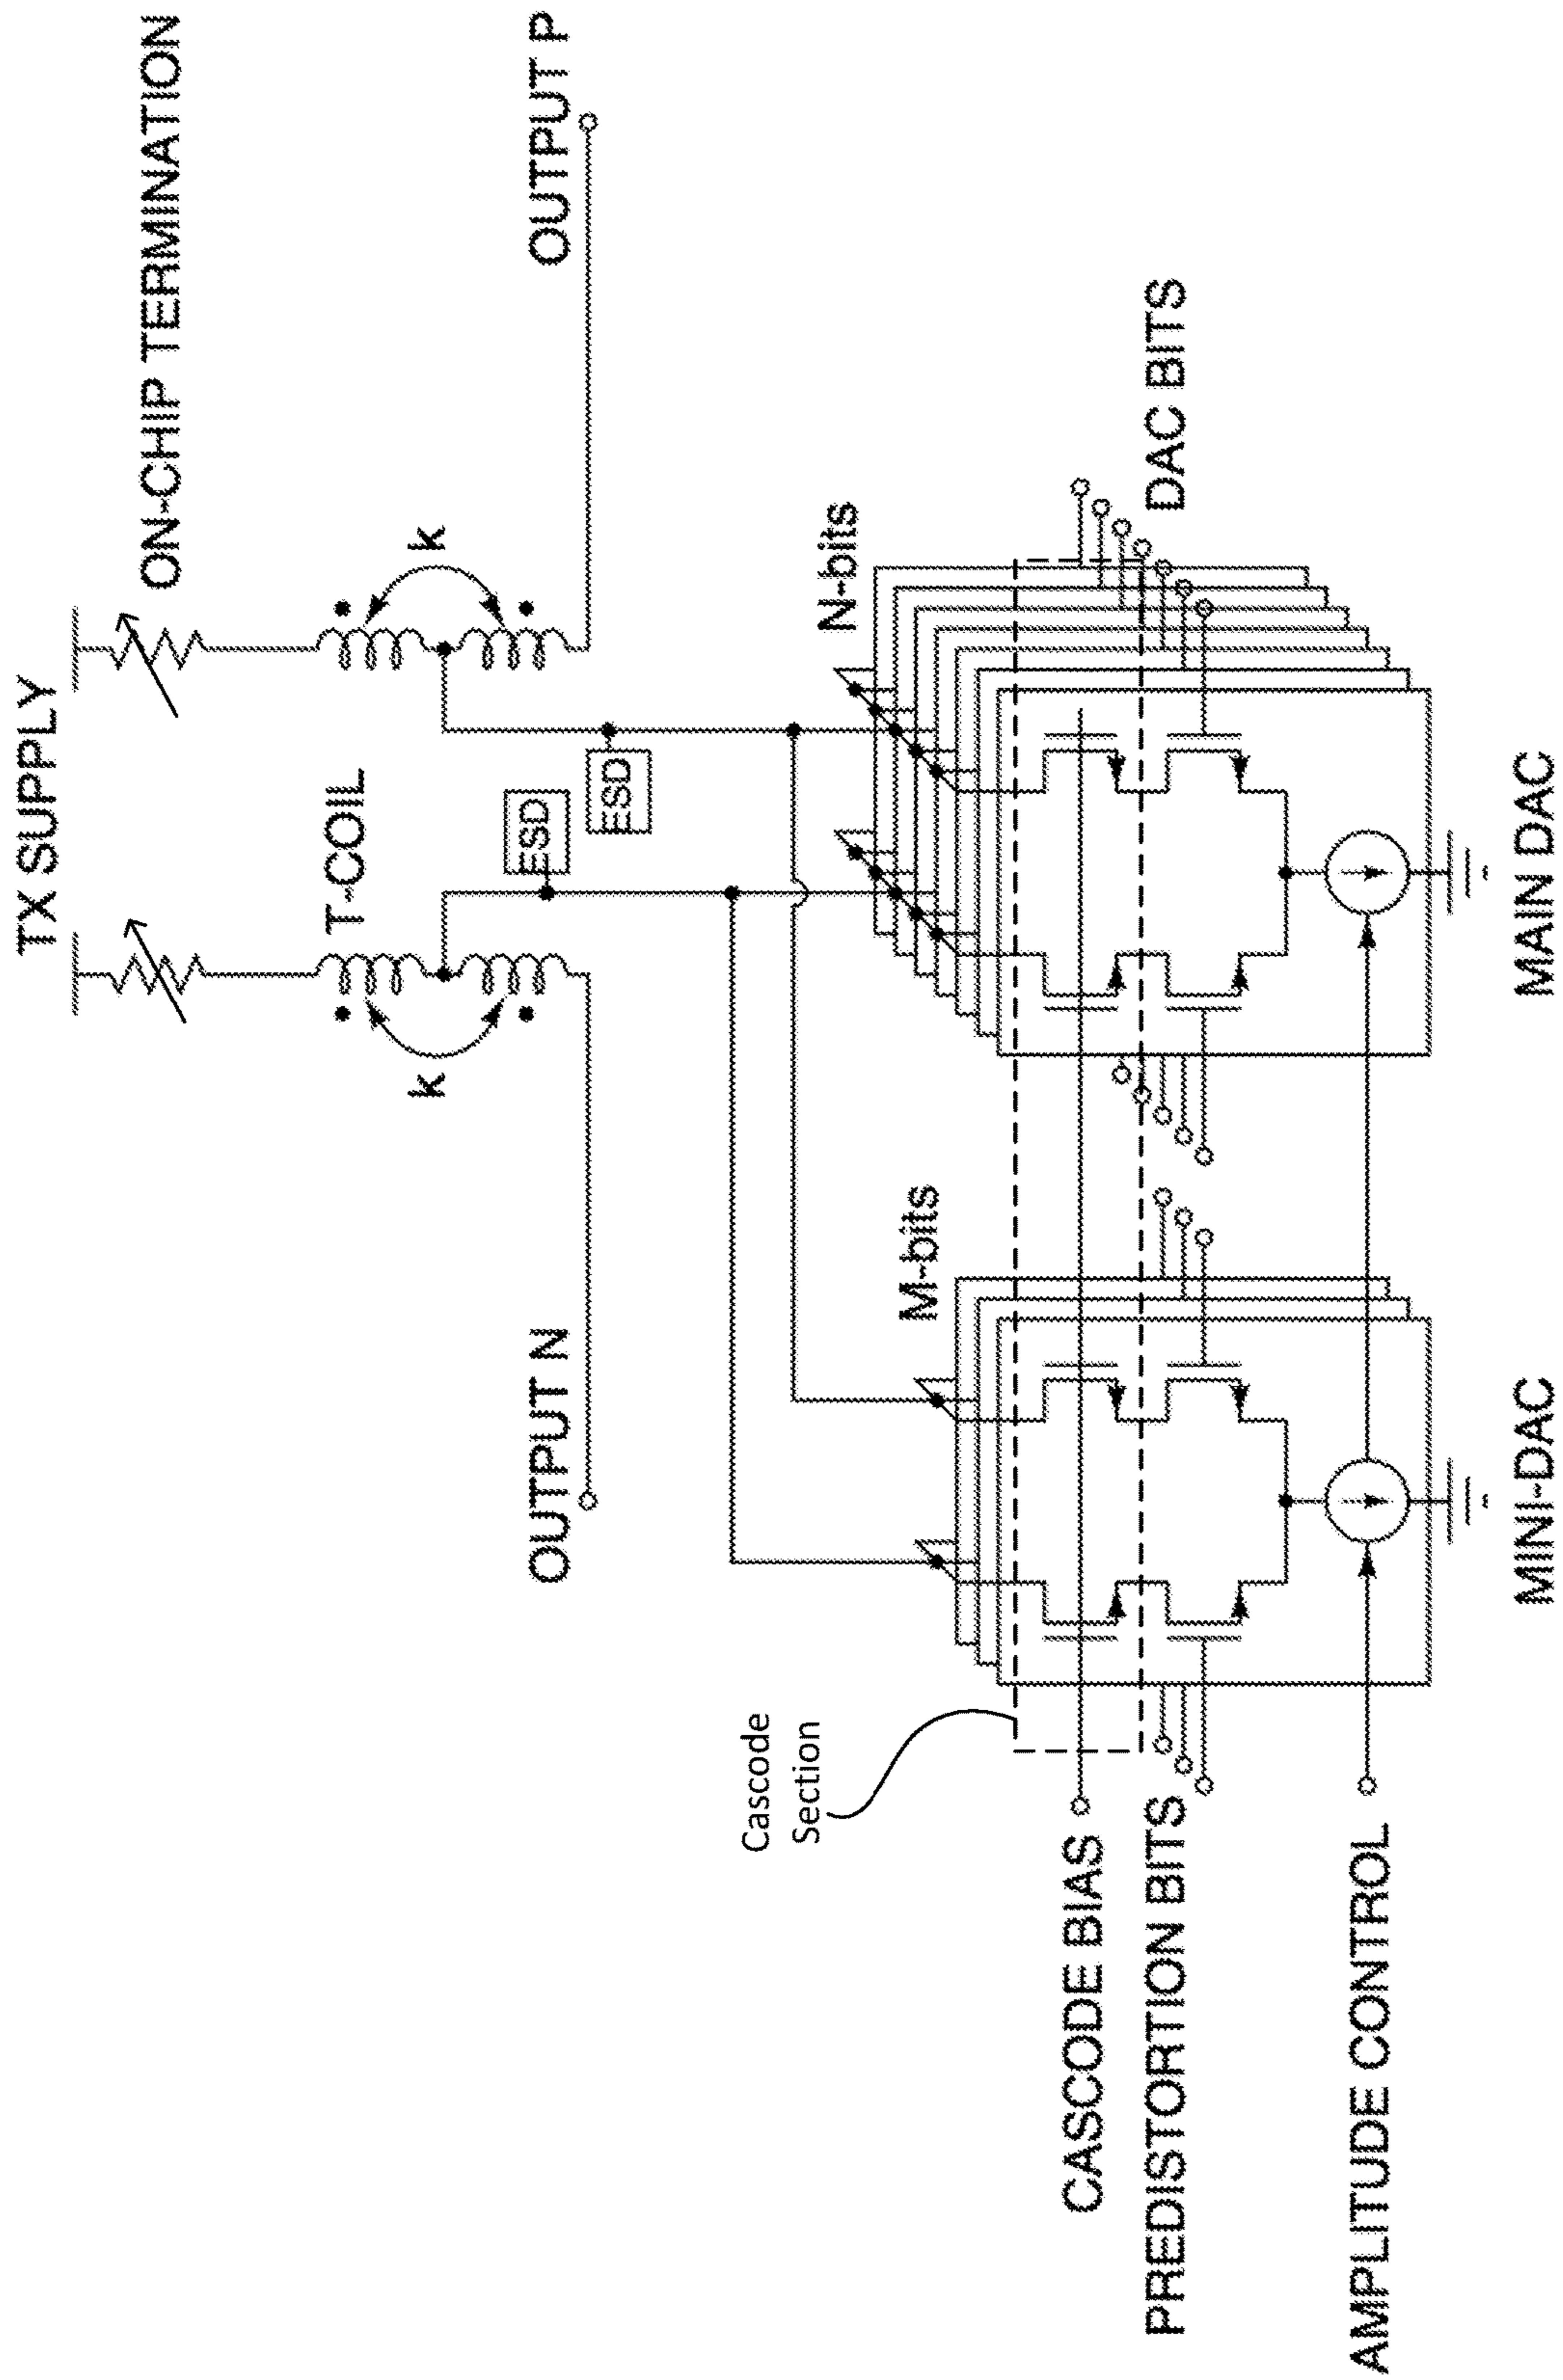 TX SUPPLY
ON-CHIP TERMINATION
T-COIL
k
k
OUTPUT N
OUTPUT P
ESD
ESD
M-bits
N-bits
Cascode
Section
CASCODE BIAS
PREDISTORTION BITS
DAC BITS
AMPLITUDE CONTROL
MINI-DAC
MAIN DAC